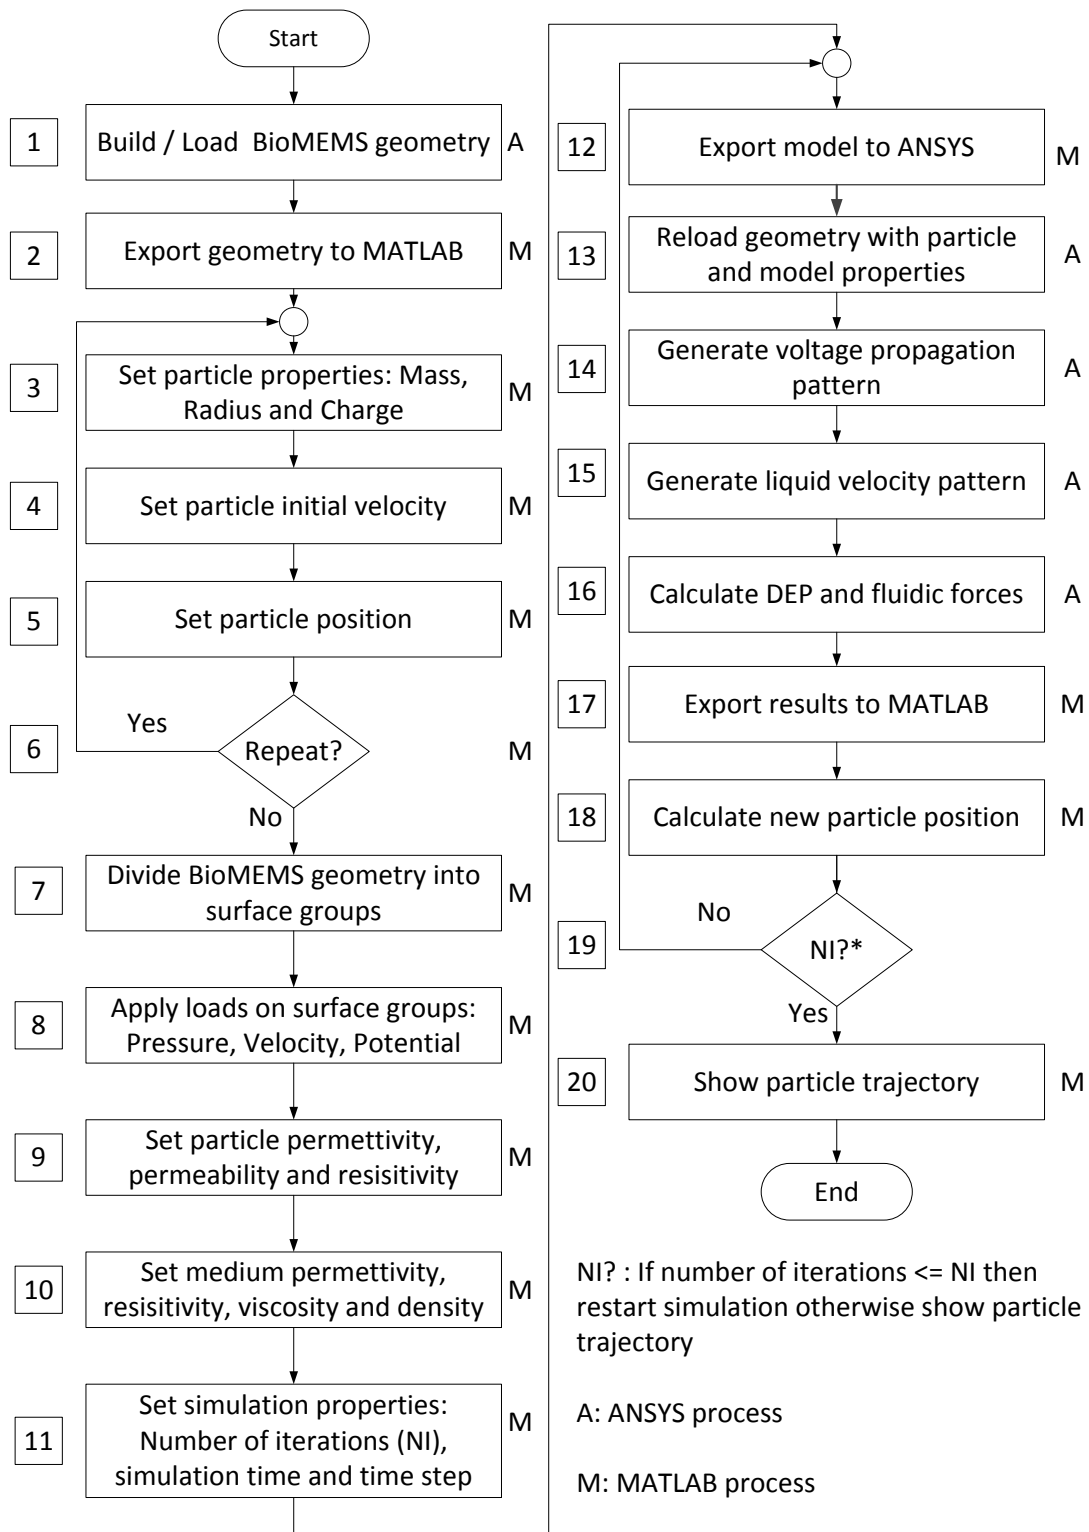 Start
1
Build / Load BioMEMS geometry
A
2
Export geometry to MATLAB
M
3
Set particle properties: Mass,
Radius and Charge
M
4
Set particle initial velocity
M
5
Set particle position
M
Yes
6
Repeat?
M
No
7
Divide BioMEMS geometry into
surface groups
M
8
Apply loads on surface groups:
Pressure, Velocity, Potential
M
9
Set particle permettivity,
permeability and resisitivity
M
10
Set medium permettivity,
resisitivity, viscosity and density
M
11
Set simulation properties:
Number of iterrations (NI),
simulation time and time step
M
12
Export model to ANSYS
M
13
Reload geometry with particle
and model properties
A
14
Generate voltage propagation
pattern
A
15
Generate liquid velocity pattern
A
16
Calculate DEP and fluidic forces
A
17
Export results to MATLAB
M
18
Calculate new particle position
M
No
19
NI?*
Yes
20
Show particle trajectory
M
End
NI? : If number of iterations <= NI then
restart simulation otherwise show particle
trajectory
A: ANSYS process
M: MATLAB process